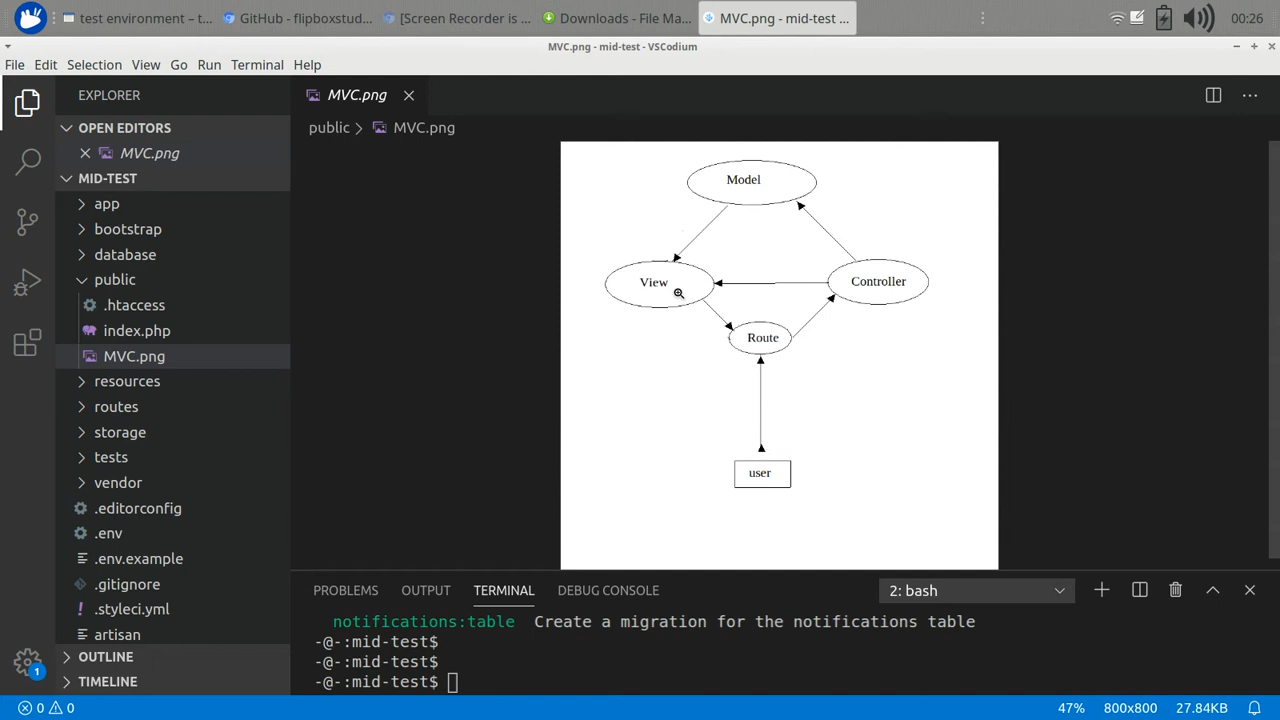 test environment – t...
GitHub - flipboxstud...
[Screen Recorder is ...
Downloads - File Ma...
MVC.png - mid-test ...
00:26
MVC.png - mid-test - VSCodium
File Edit Selection View Go Run Terminal Help
EXPLORER
MVC.png
OPEN EDITORS
public MVC.png
MVC.png
MID-TEST
app
bootstrap
database
public
.htaccess
index.php
MVC.png
resources
routes
storage
tests
vendor
.editorconfig
.env
.env.example
.gitignore
.styleci.yml
artisan
OUTLINE
TIMELINE
1
Model
View
Controller
Route
user
PROBLEMS OUTPUT TERMINAL DEBUG CONSOLE 2: bash
notifications:table Create a migration for the notifications table
-@-:mid-test$
-@-:mid-test$
-@-:mid-test$
0 0 47% 800x800 27.84KB